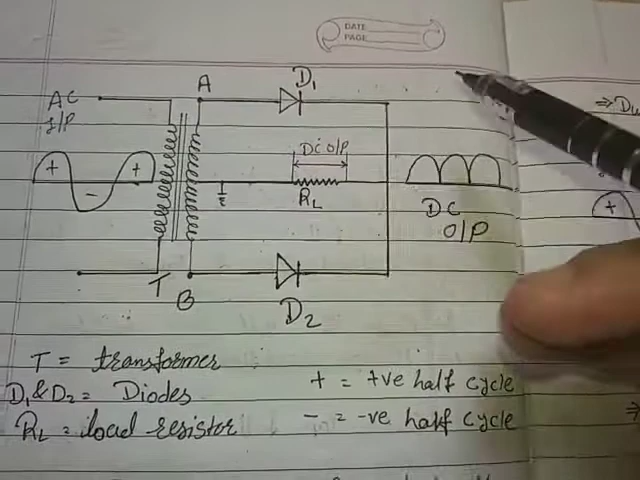 DATE
PAGE
AC
I/P
A
D1
⇒ Du
DC O/P
+
-
+
RL
DC
O/P
+
T
B
D2
T = transformer
D1 & D2 = Diodes
RL = load resistor
+ = +ve half cycle
- = -ve half cycle
⇒